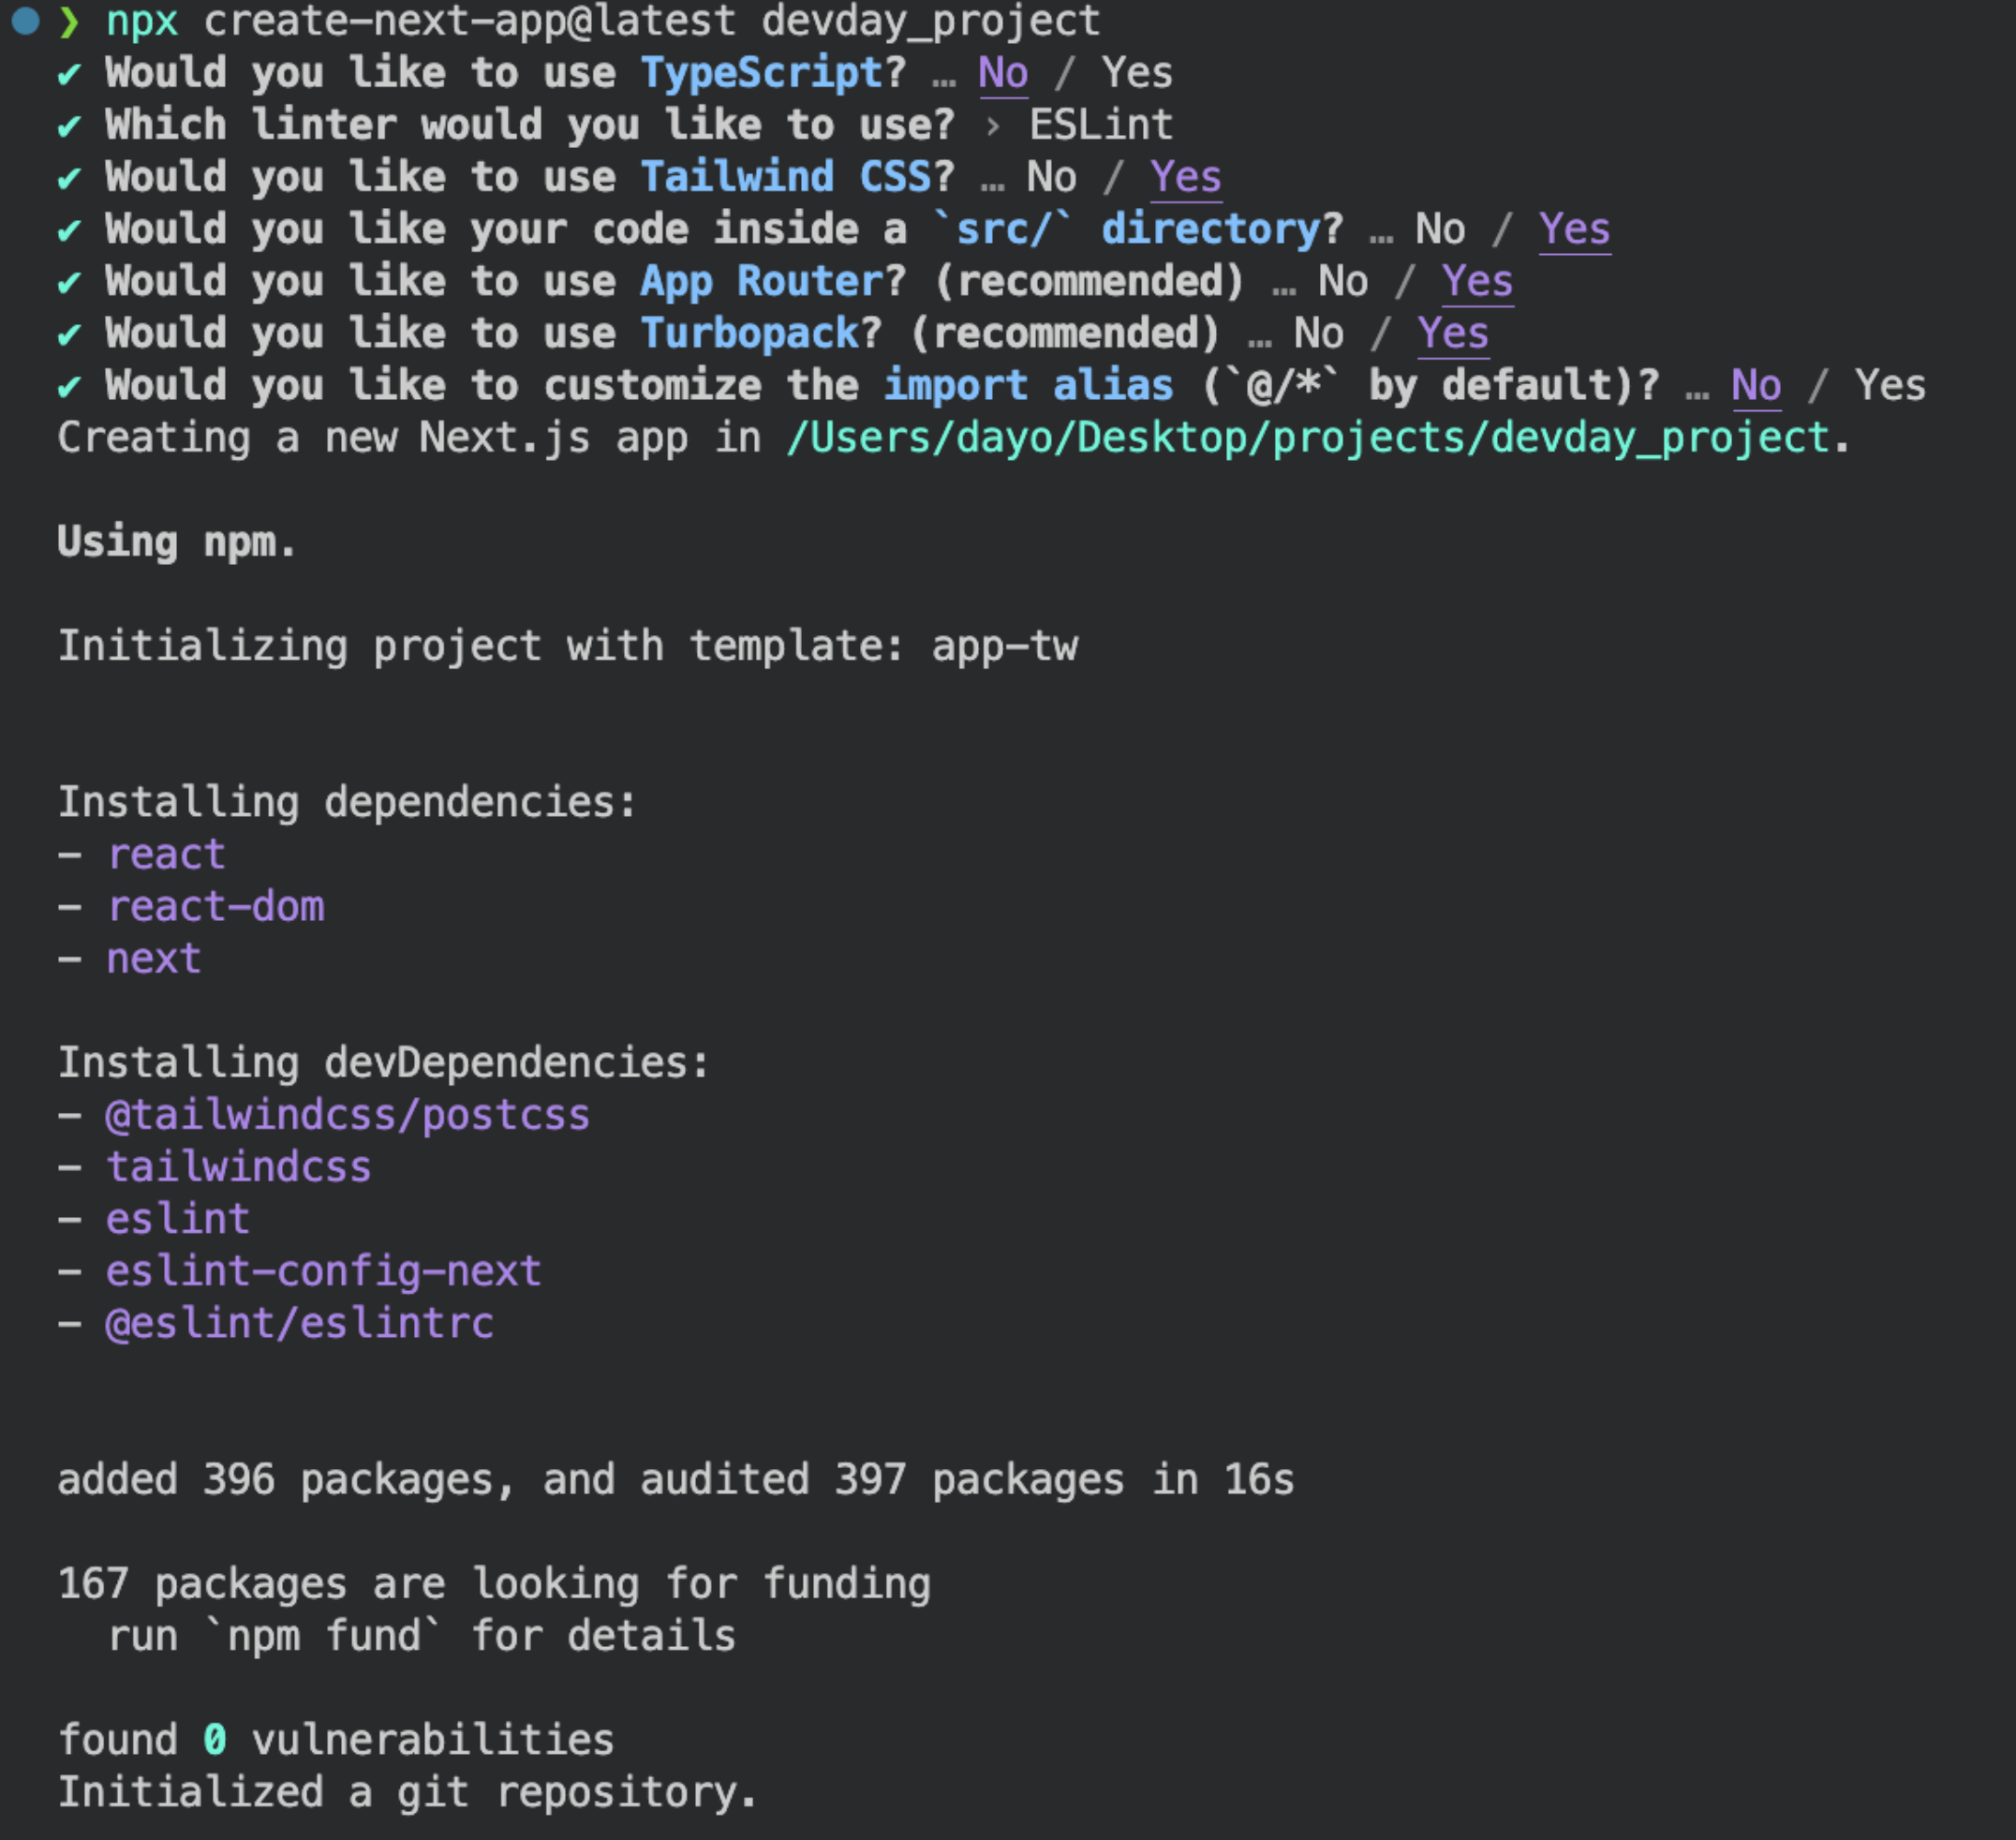 ❯ npx create-next-app@latest devday_project
✔ Would you like to use TypeScript? … No / Yes
✔ Which linter would you like to use? › ESLint
✔ Would you like to use Tailwind CSS? … No / Yes
✔ Would you like your code inside a `src/` directory? … No / Yes
✔ Would you like to use App Router? (recommended) … No / Yes
✔ Would you like to use Turbopack? (recommended) … No / Yes
✔ Would you like to customize the import alias (`@/*` by default)? … No / Yes
Creating a new Next.js app in /Users/dayo/Desktop/projects/devday_project.
Using npm.
Initializing project with template: app-tw
Installing dependencies:
- react
- react-dom
- next
Installing devDependencies:
- @tailwindcss/postcss
- tailwindcss
- eslint
- eslint-config-next
- @eslint/eslintrc
added 396 packages, and audited 397 packages in 16s
167 packages are looking for funding
run `npm fund` for details
found 0 vulnerabilities
Initialized a git repository.